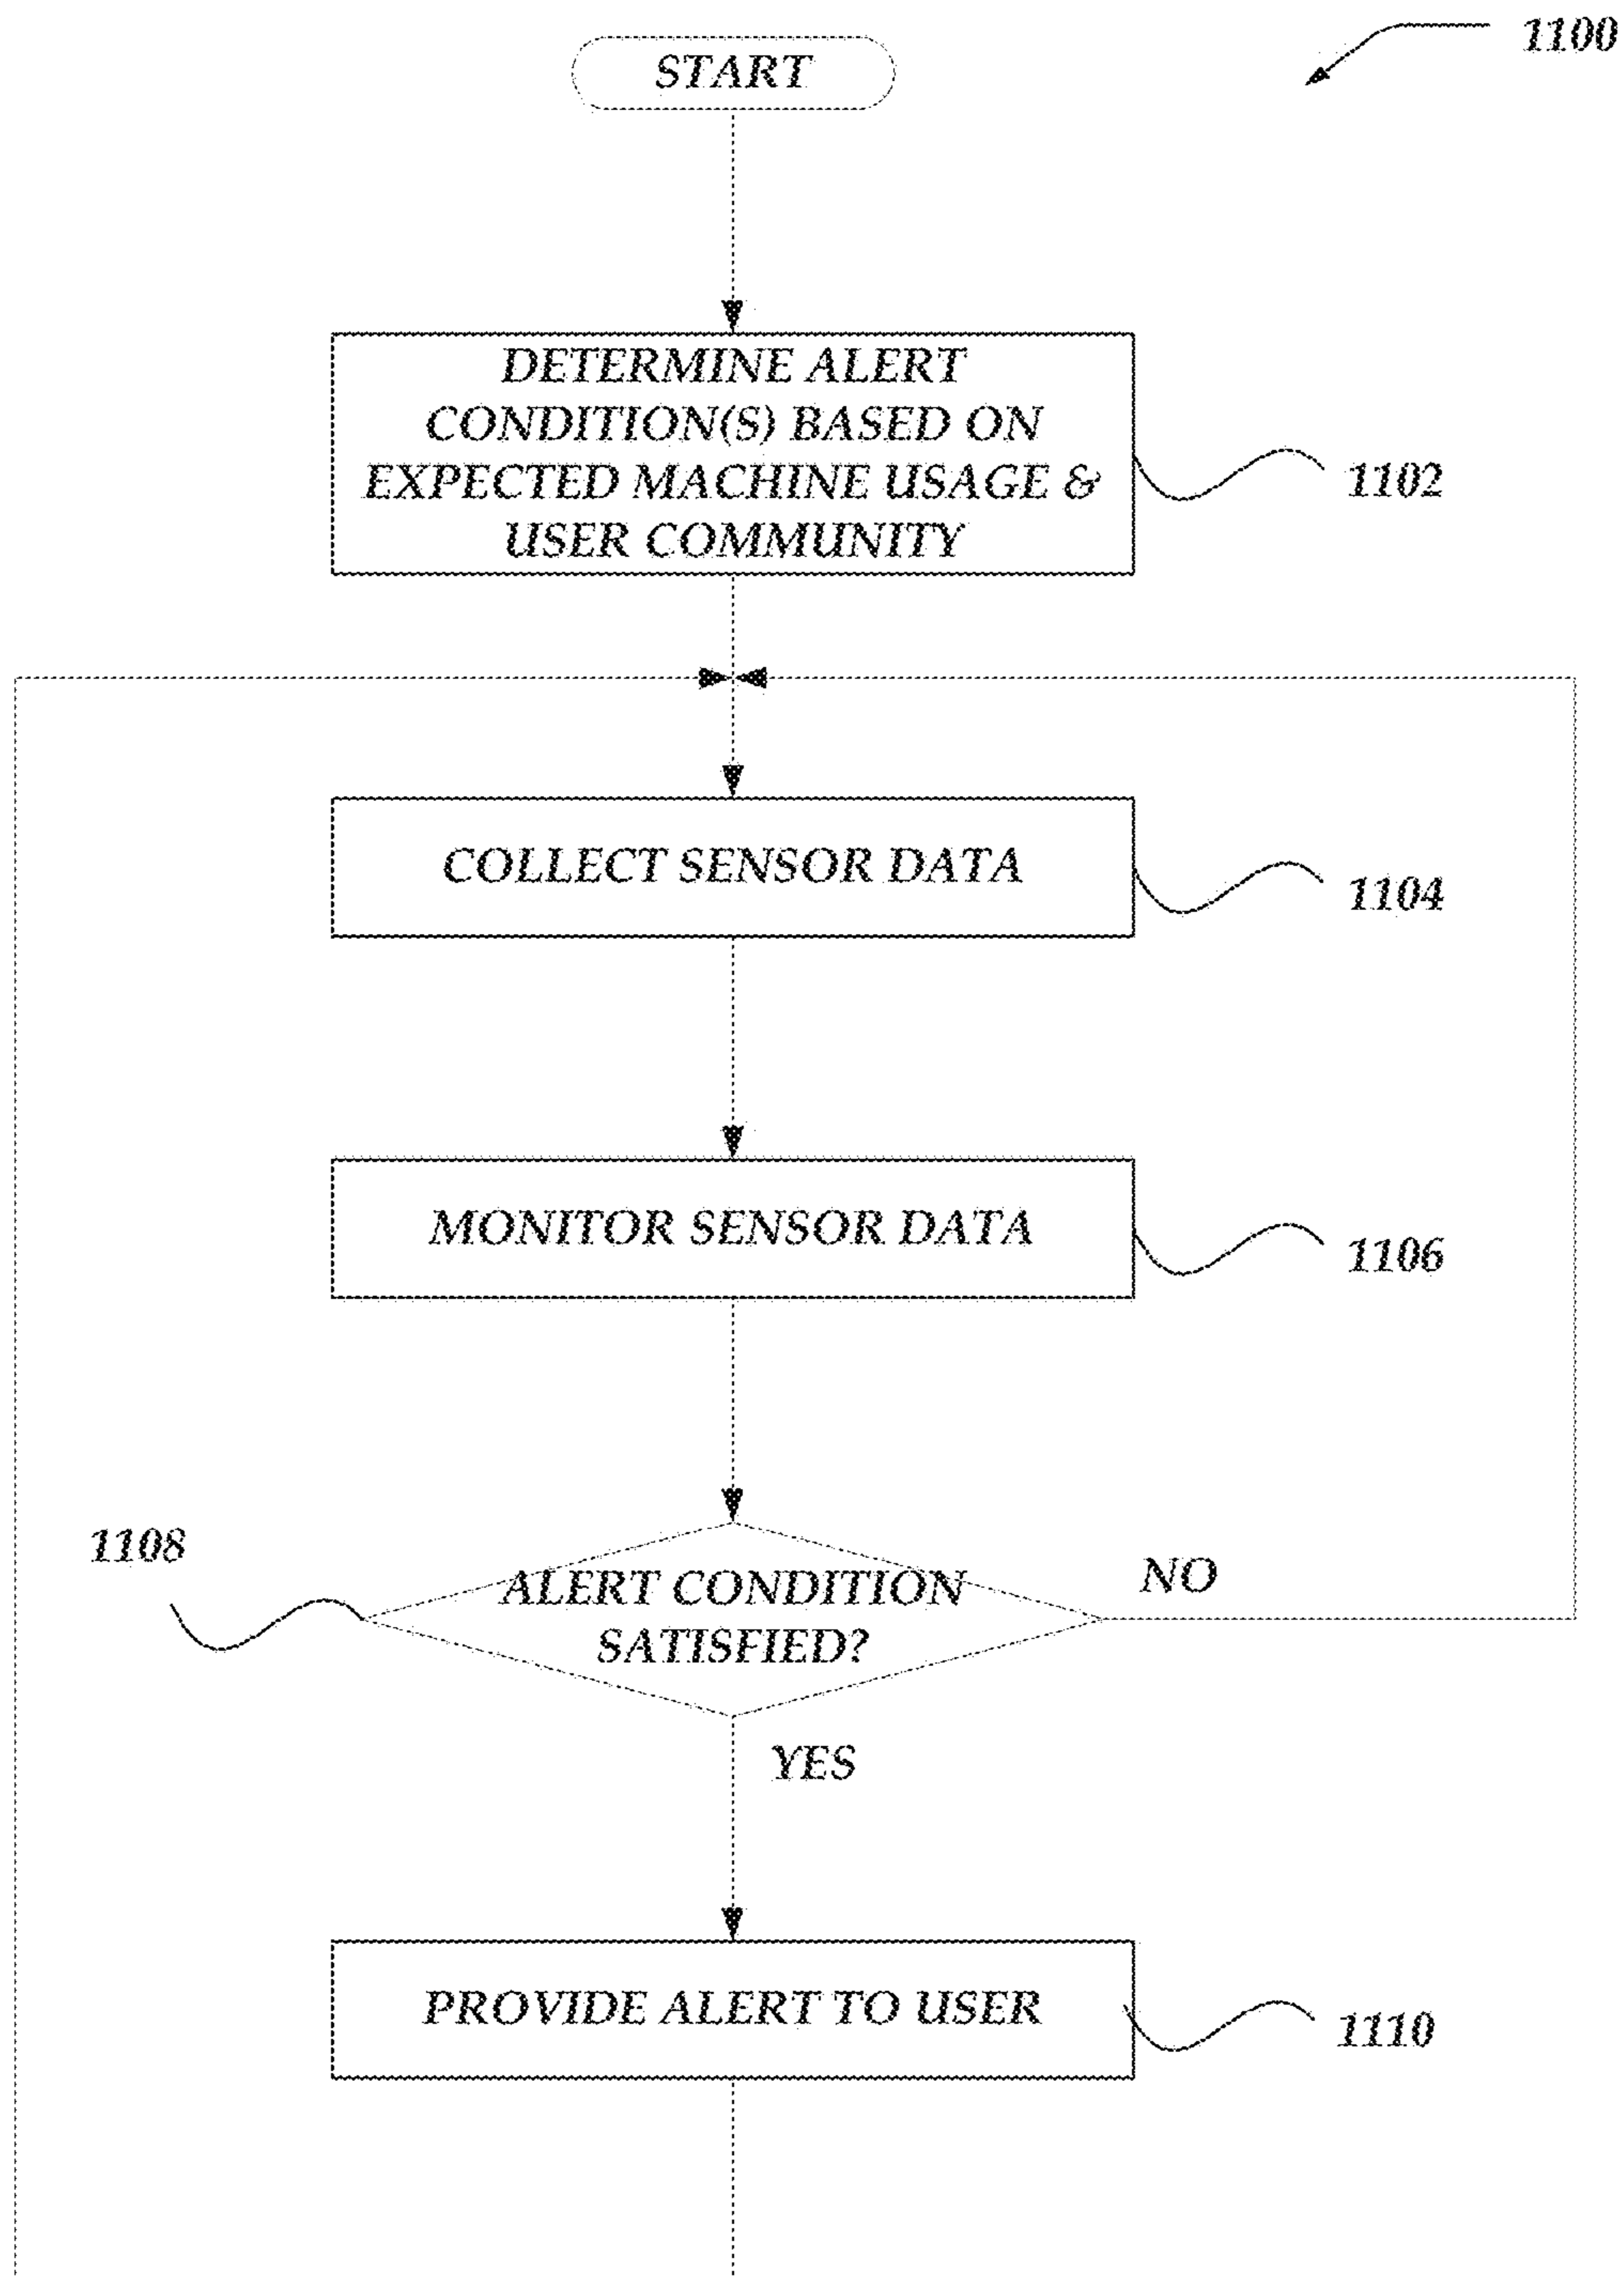 1100
START
DETERMINE ALERT
CONDITION(S) BASED ON
EXPECTED MACHINE USAGE &
USER COMMUNITY
1102
COLLECT SENSOR DATA
1104
MONITOR SENSOR DATA
1106
1108
ALERT CONDITION
SATISFIED?
NO
YES
PROVIDE ALERT TO USER
1110